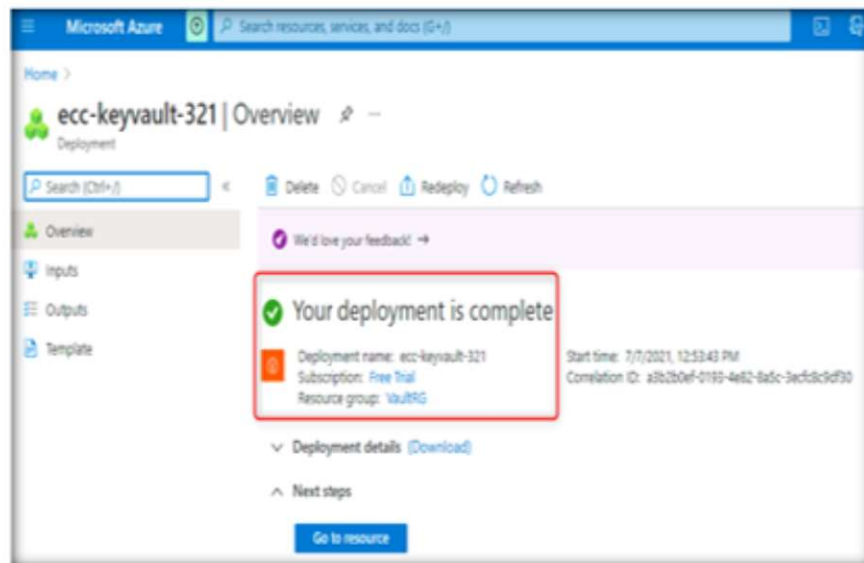 Microsoft Azure
Search resources, services, and docs (G+/)
Home >
ecc-keyvault-321 | Overview
Deployment
Search (Ctrl+/)
Delete Cancel Redeploy Refresh
Overview
We'd love your feedback! →
Inputs
Outputs
Template
Your deployment is complete
Deployment name: ecc-keyvault-321
Subscription: Free Trial
Resource group: VaultRG
Start time: 7/7/2021, 12:53:43 PM
Correlation ID:
Deployment details (Download)
Next steps
Go to resource